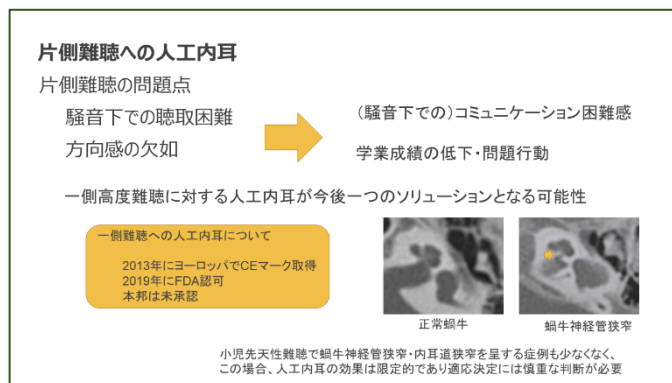 片側難聴への人工内耳
片側難聴の問題点
騒音下での聴取困難
方向感の欠如
（騒音下での）コミュニケーション困難感
学業成績の低下・問題行動
一側高度難聴に対する人工内耳が今後一つのソリューションとなる可能性
一側難聴への人工内耳について
2013年にヨーロッパでCEマーク取得
2019年にFDA認可
本邦は未承認
正常蝸牛
蝸牛神経管狭窄
小児先天性難聴で蝸牛神経管狭窄・内耳道狭窄を呈する症例も少なくなく、
この場合、人工内耳の効果は限定的であり適応決定には慎重な判断が必要